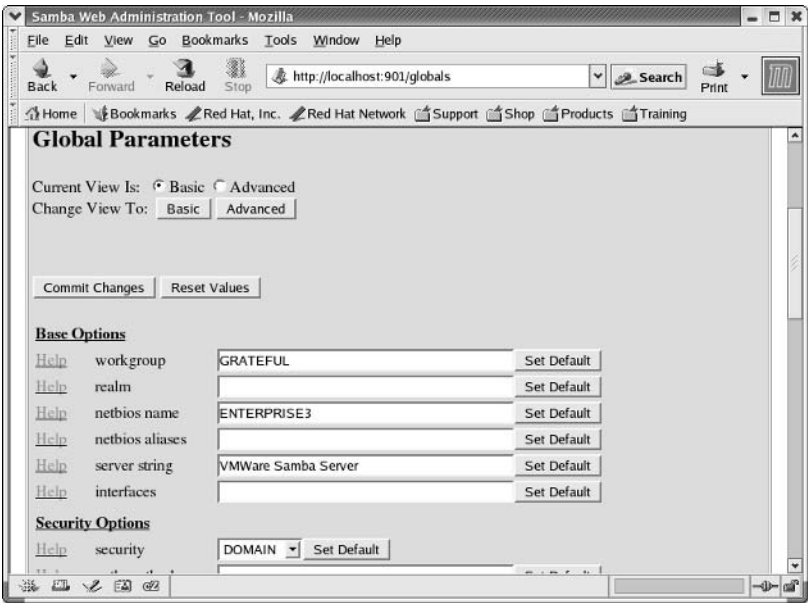 Samba Web Administration Tool - Mozilla
File Edit View Go Bookmarks Tools Window Help
Back Forward Reload Stop http://localhost:901/globals Search Print
Home Bookmarks Red Hat, Inc. Red Hat Network Support Shop Products Training
Global Parameters
Current View Is: Basic Advanced
Change View To: Basic Advanced
Commit Changes Reset Values
Base Options
Help workgroup GRATEFUL Set Default
Help realm Set Default
Help netbios name ENTERPRISE3 Set Default
Help netbios aliases Set Default
Help server string VMWare Samba Server Set Default
Help interfaces Set Default
Security Options
Help security DOMAIN Set Default